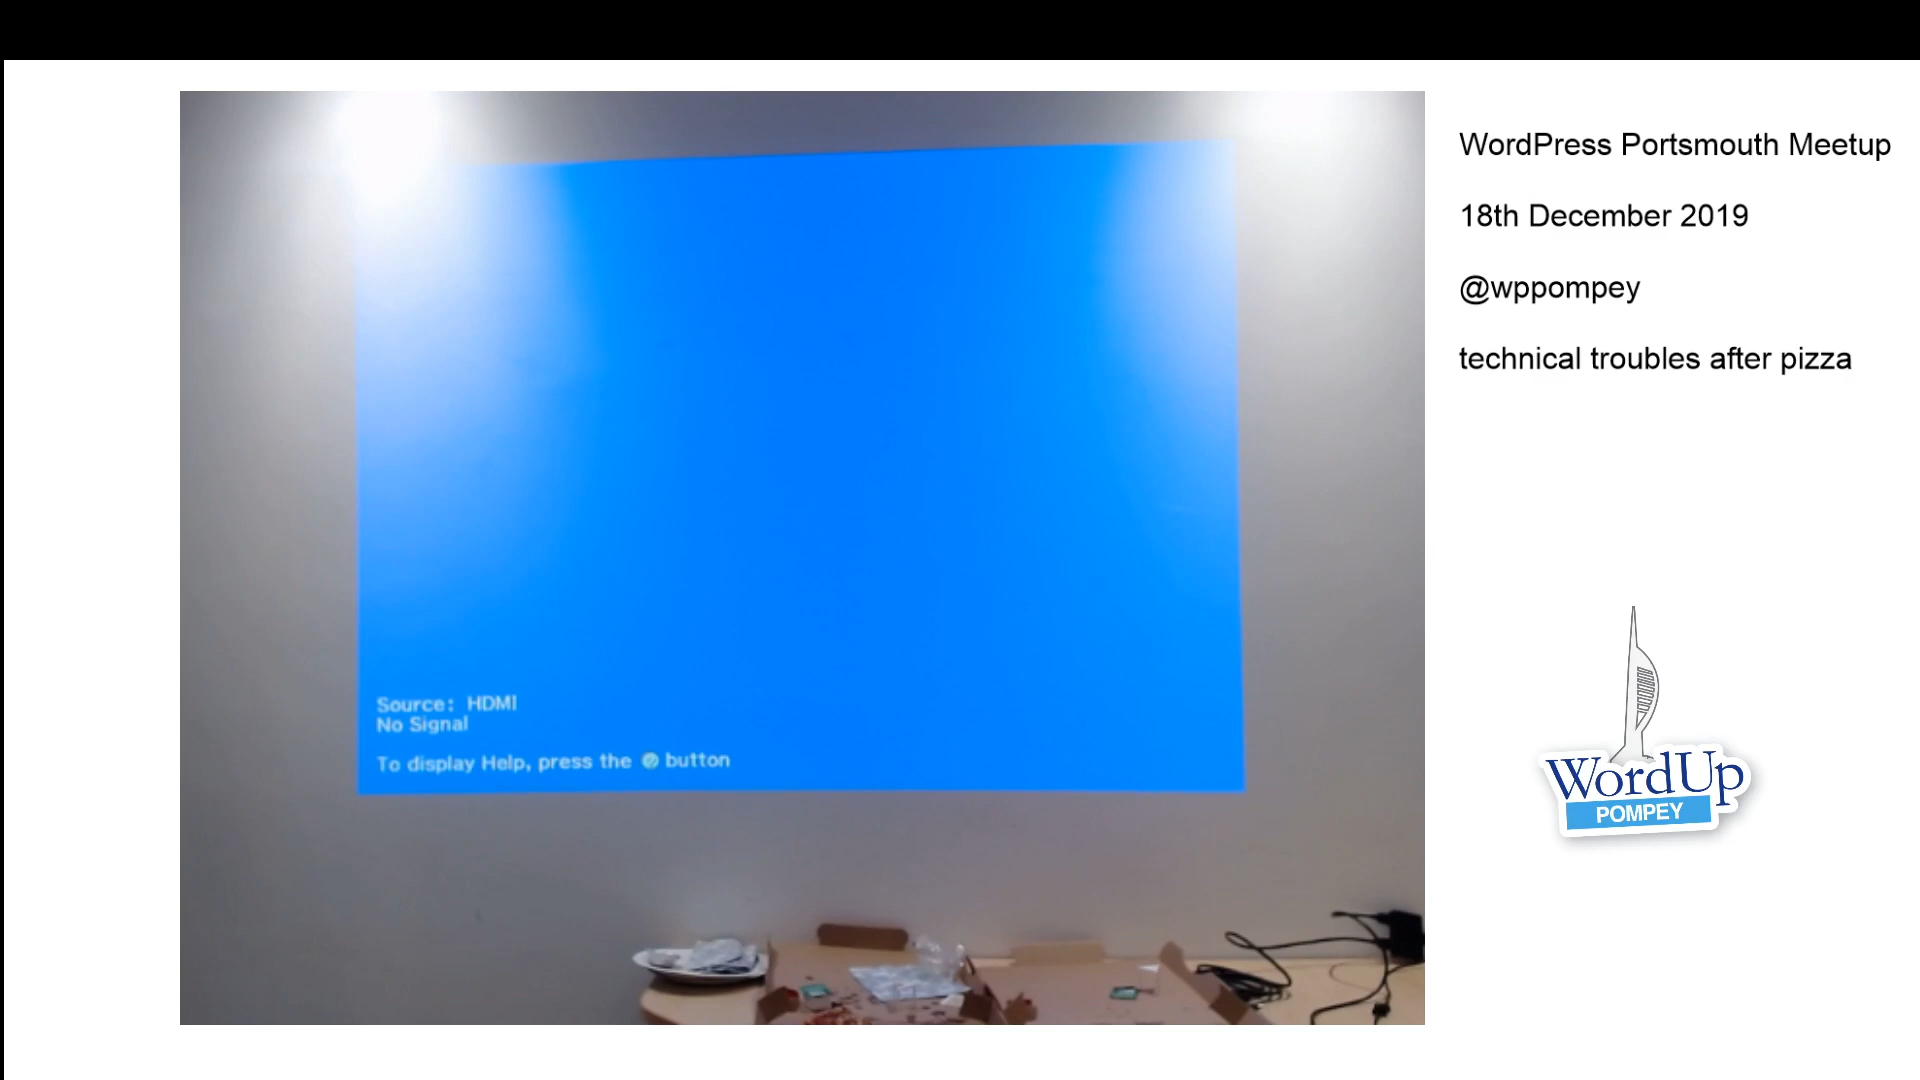 WordPress Portsmouth Meetup
18th December 2019
@wppompey
technical troubles after pizza
Source: HDMI
No Signal
To display Help, press the button
WordUp
POMPEY